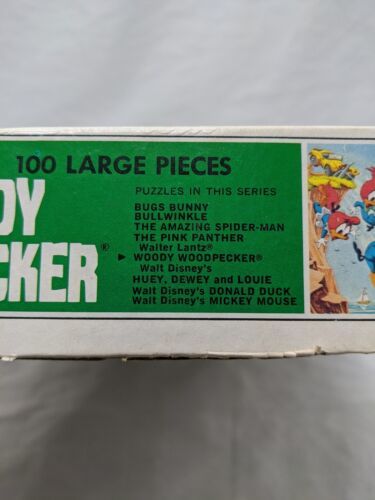 100 LARGE PIECES
PUZZLES IN THIS SERIES
BUGS BUNNY
BULLWINKLE
THE AMAZING SPIDER-MAN
THE PINK PANTHER
Walter Lantz®
▸ WOODY WOODPECKER®
Walt Disney's
HUEY, DEWEY and LOUIE
Walt Disney's DONALD DUCK
Walt Disney's MICKEY MOUSE
DY
CKER®